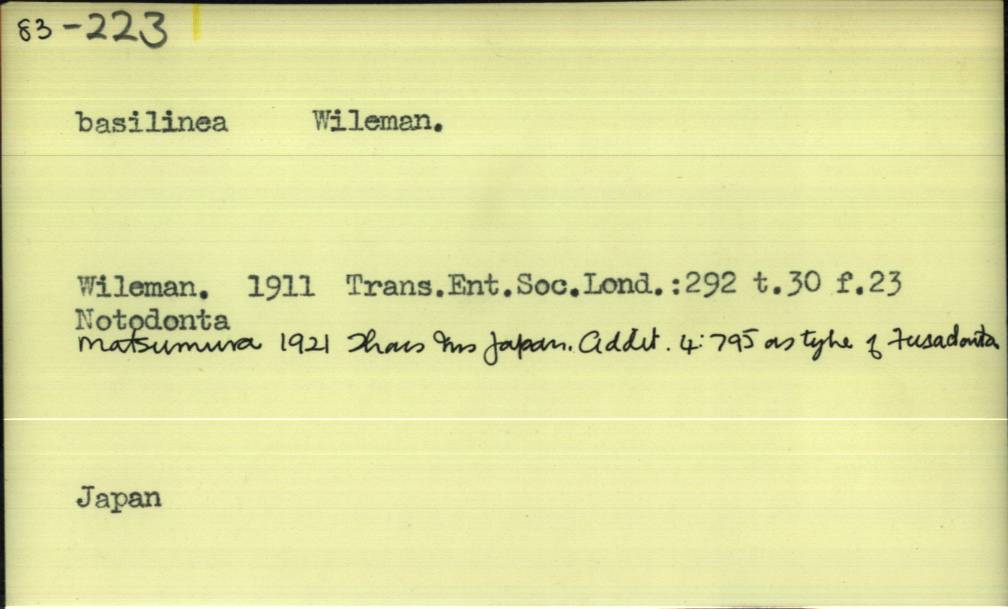 83-223
basilinea Wileman.
Wileman. 1911 Trans.Ent.Soc.Lond.:292 t.30 f.23
Notodonta
Matsumura 1921 Thous Ins Japan. Addit. 4: 795 as type of Fusadonta
Japan